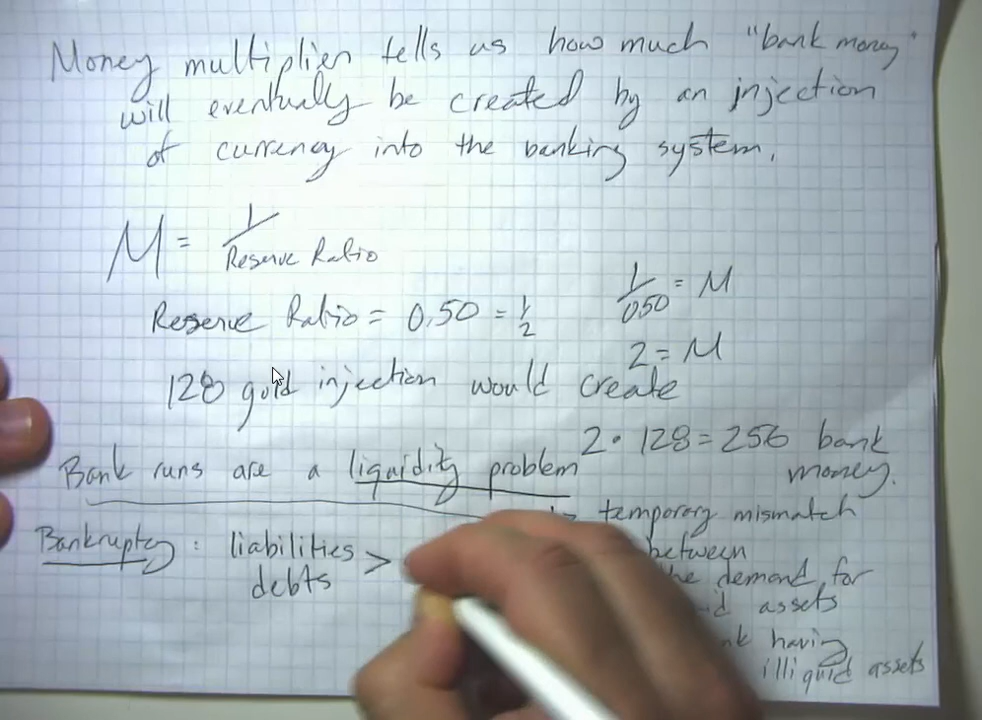 Money multiplier tells us how much "bank money"
will eventually be created by an injection
of currency into the banking system.
M = 1/Reserve Ratio
Reserve Ratio = 0.50 = 1/2
1/0.50 = M
2 = M
128 gold injection would create
2 · 128 = 256 bank
money.
Bank runs are a liquidity problem
temporary mismatch
between
demand for
assets
having
illiquid assets
Bankruptcy: liabilities >
debts